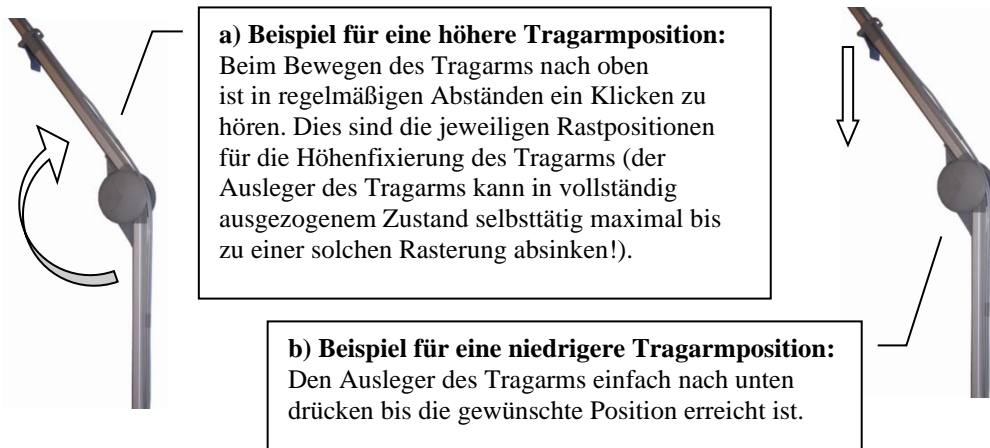 a) Beispiel für eine höhere Tragarmposition:
Beim Bewegen des Tragarms nach oben
ist in regelmäßigen Abständen ein Klicken zu
hören. Dies sind die jeweiligen Rastpositionen
für die Höhenfixierung des Tragarms (der
Ausleger des Tragarms kann in vollständig
ausgezogenem Zustand selbsttätig maximal bis
zu einer solchen Rasterung absinken!).
b) Beispiel für eine niedrigere Tragarmposition:
Den Ausleger des Tragarms einfach nach unten
drücken bis die gewünschte Position erreicht ist.